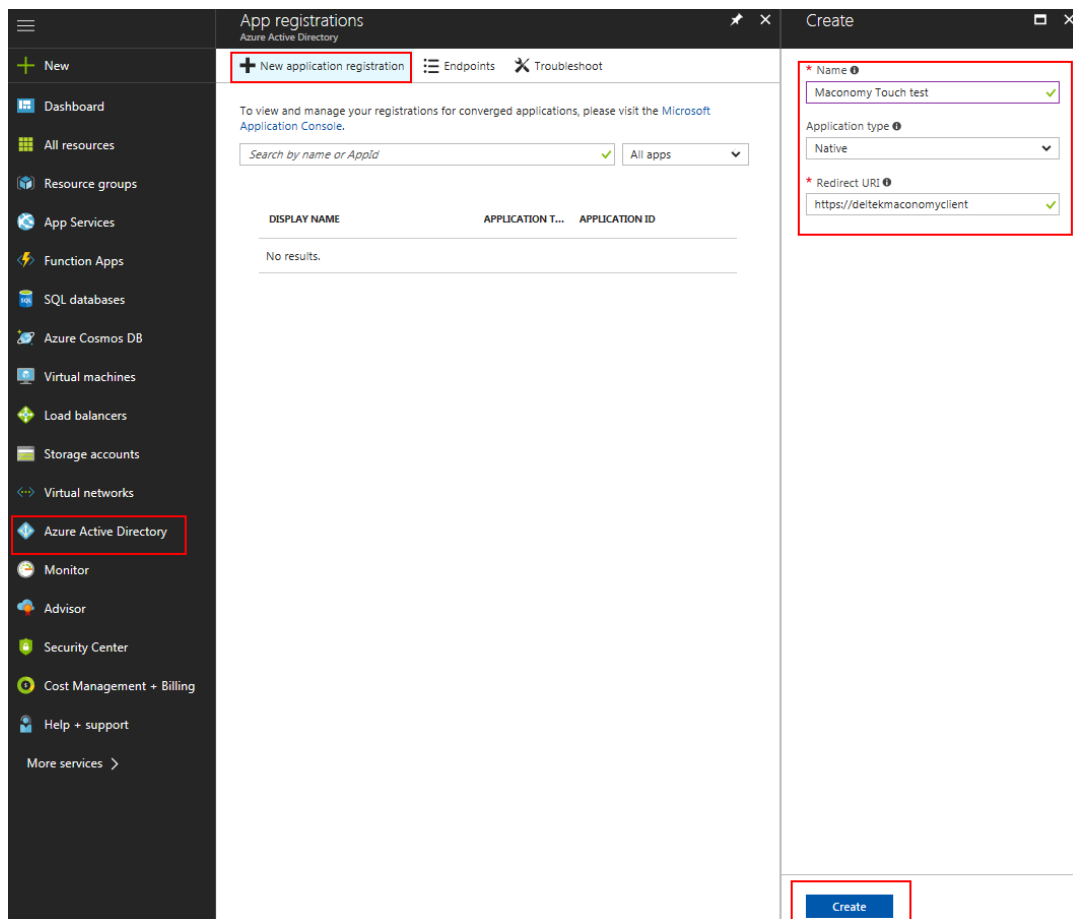 New
Dashboard
All resources
Resource groups
App Services
Function Apps
SQL databases
Azure Cosmos DB
Virtual machines
Load balancers
Storage accounts
Virtual networks
Azure Active Directory
Monitor
Advisor
Security Center
Cost Management + Billing
Help + support
More services
App registrations
Azure Active Directory
New application registration Endpoints Troubleshoot
To view and manage your registrations for converged applications, please visit the Microsoft
Application Console.
Search by name or AppId All apps
DISPLAY NAME APPLICATION T... APPLICATION ID
No results.
Create
* Name
Maconomy Touch test
Application type
Native
* Redirect URI
https://deltekmaconomyclient
Create